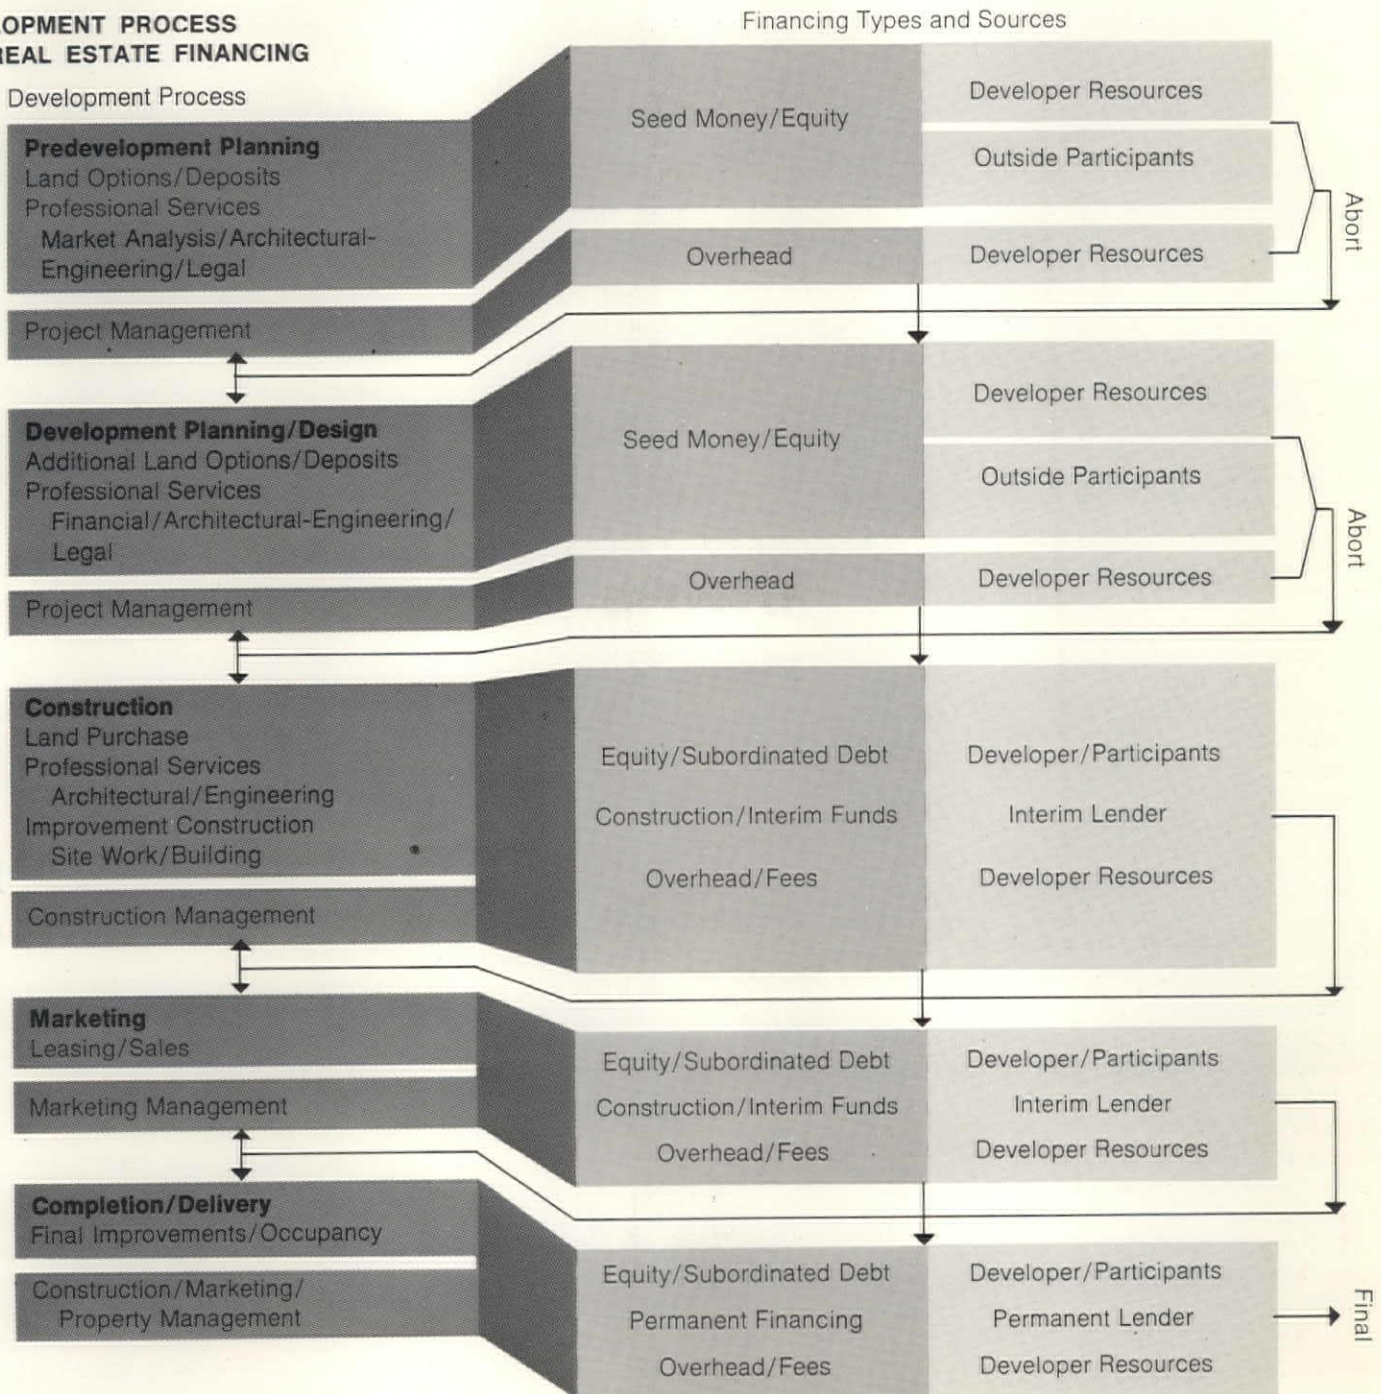 LOPMENT PROCESS
REAL ESTATE FINANCING
Financing Types and Sources
Development Process
Predevelopment Planning
Land Options/Deposits
Professional Services
Market Analysis/Architectural-
Engineering/Legal
Project Management
Seed Money/Equity
Developer Resources
Outside Participants
Overhead
Developer Resources
Abort
Development Planning/Design
Additional Land Options/Deposits
Professional Services
Financial/Architectural-Engineering/
Legal
Project Management
Seed Money/Equity
Developer Resources
Outside Participants
Overhead
Developer Resources
Abort
Construction
Land Purchase
Professional Services
Architectural/Engineering
Improvement Construction
Site Work/Building
Construction Management
Equity/Subordinated Debt
Developer/Participants
Construction/Interim Funds
Interim Lender
Overhead/Fees
Developer Resources
Marketing
Leasing/Sales
Marketing Management
Equity/Subordinated Debt
Developer/Participants
Construction/Interim Funds
Interim Lender
Overhead/Fees
Developer Resources
Completion/Delivery
Final Improvements/Occupancy
Construction/Marketing/
Property Management
Equity/Subordinated Debt
Developer/Participants
Permanent Financing
Permanent Lender
Overhead/Fees
Developer Resources
Final